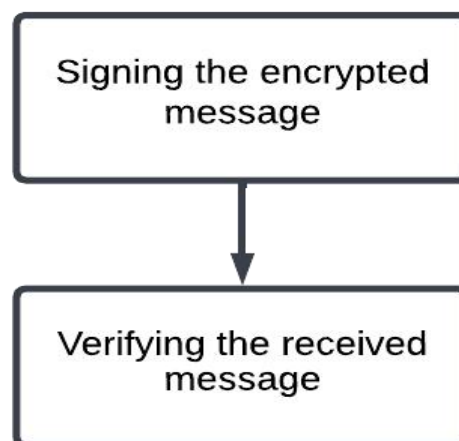 Signing the encrypted
message
Verifying the received
message